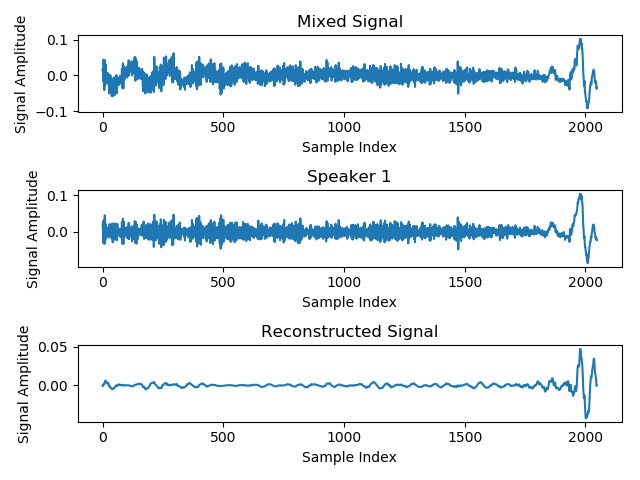 Mixed Signal
Signal Amplitude
0.1
0.0
−0.1
0
500
1000
1500
2000
Sample Index
Speaker 1
Signal Amplitude
0.1
0.0
0
500
1000
1500
2000
Sample Index
Reconstructed Signal
Signal Amplitude
0.05
0.00
0
500
1000
1500
2000
Sample Index